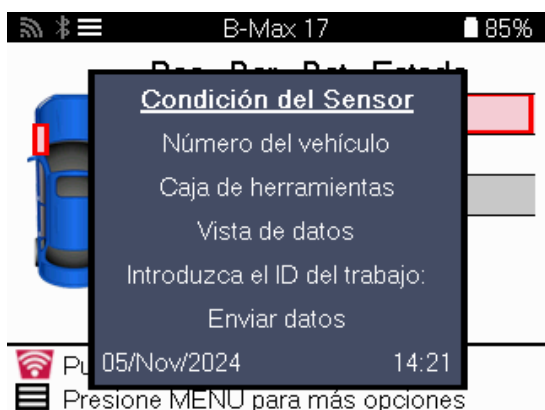 B-Max 17
85%
Condición del Sensor
Número del vehículo
Caja de herramientas
Vista de datos
Introduzca el ID del trabajo:
Enviar datos
05/Nov/2024 14:21
Presione MENU para más opciones